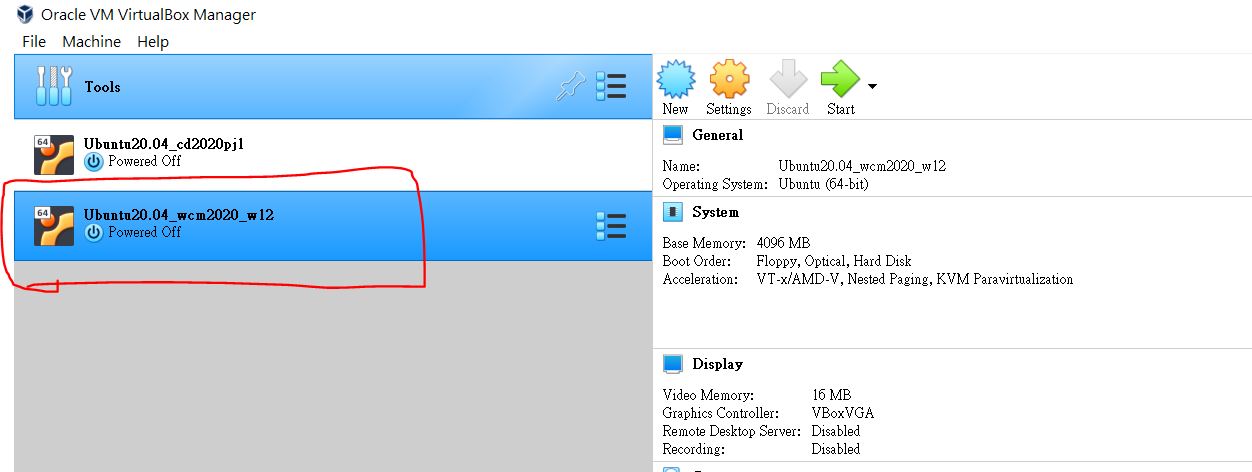 Oracle VM VirtualBox Manager
File Machine Help
Tools
64
Ubuntu20.04_cd2020pj1
Powered Off
64
Ubuntu20.04_wcm2020_w12
Powered Off
New Settings Discard Start
General
Name: Ubuntu20.04_wcm2020_w12
Operating System: Ubuntu (64-bit)
System
Base Memory: 4096 MB
Boot Order: Floppy, Optical, Hard Disk
Acceleration: VT-x/AMD-V, Nested Paging, KVM Paravirtualization
Display
Video Memory: 16 MB
Graphics Controller: VBoxVGA
Remote Desktop Server: Disabled
Recording: Disabled